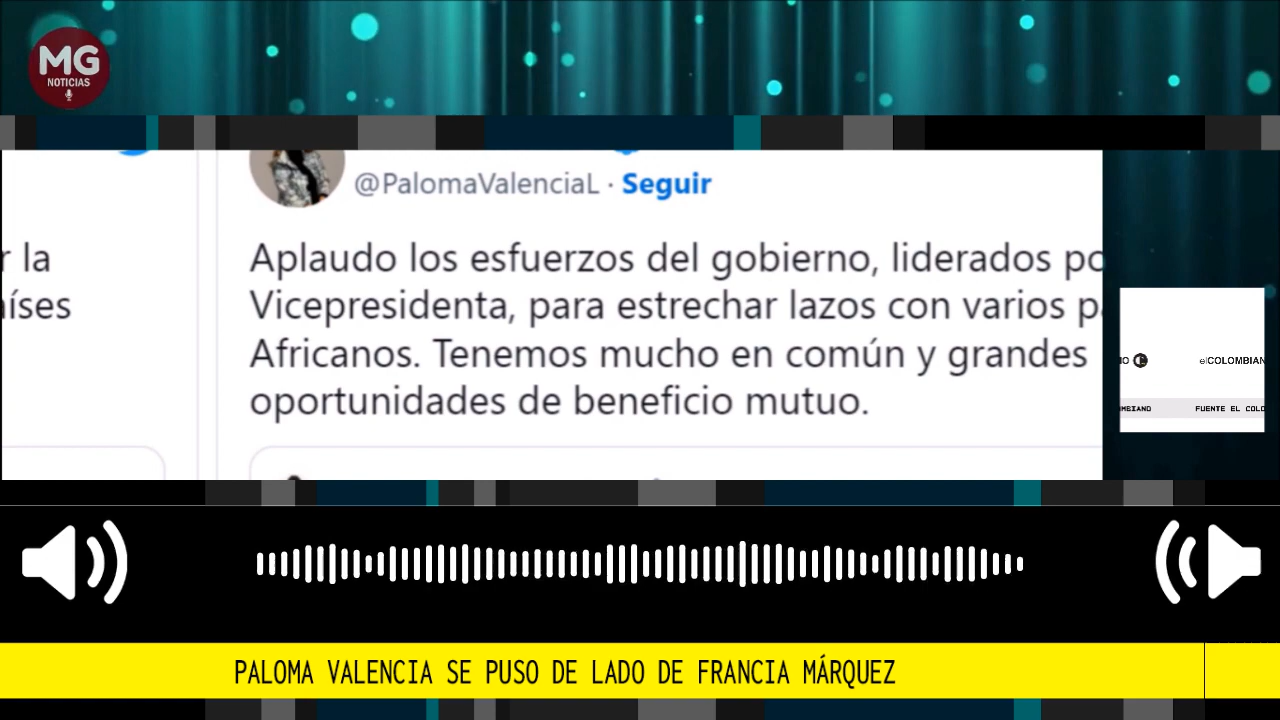 MG
NOTICIAS
@PalomaValenciaL · Seguir
r la
Aplaudo los esfuerzos del gobierno, liderados po
aíses
Vicepresidenta, para estrechar lazos con varios pa
Africanos. Tenemos mucho en común y grandes
oportunidades de beneficio mutuo.
elCOLOMBIAN
FUENTE EL COLO
PALOMA VALENCIA SE PUSO DE LADO DE FRANCIA MÁRQUEZ